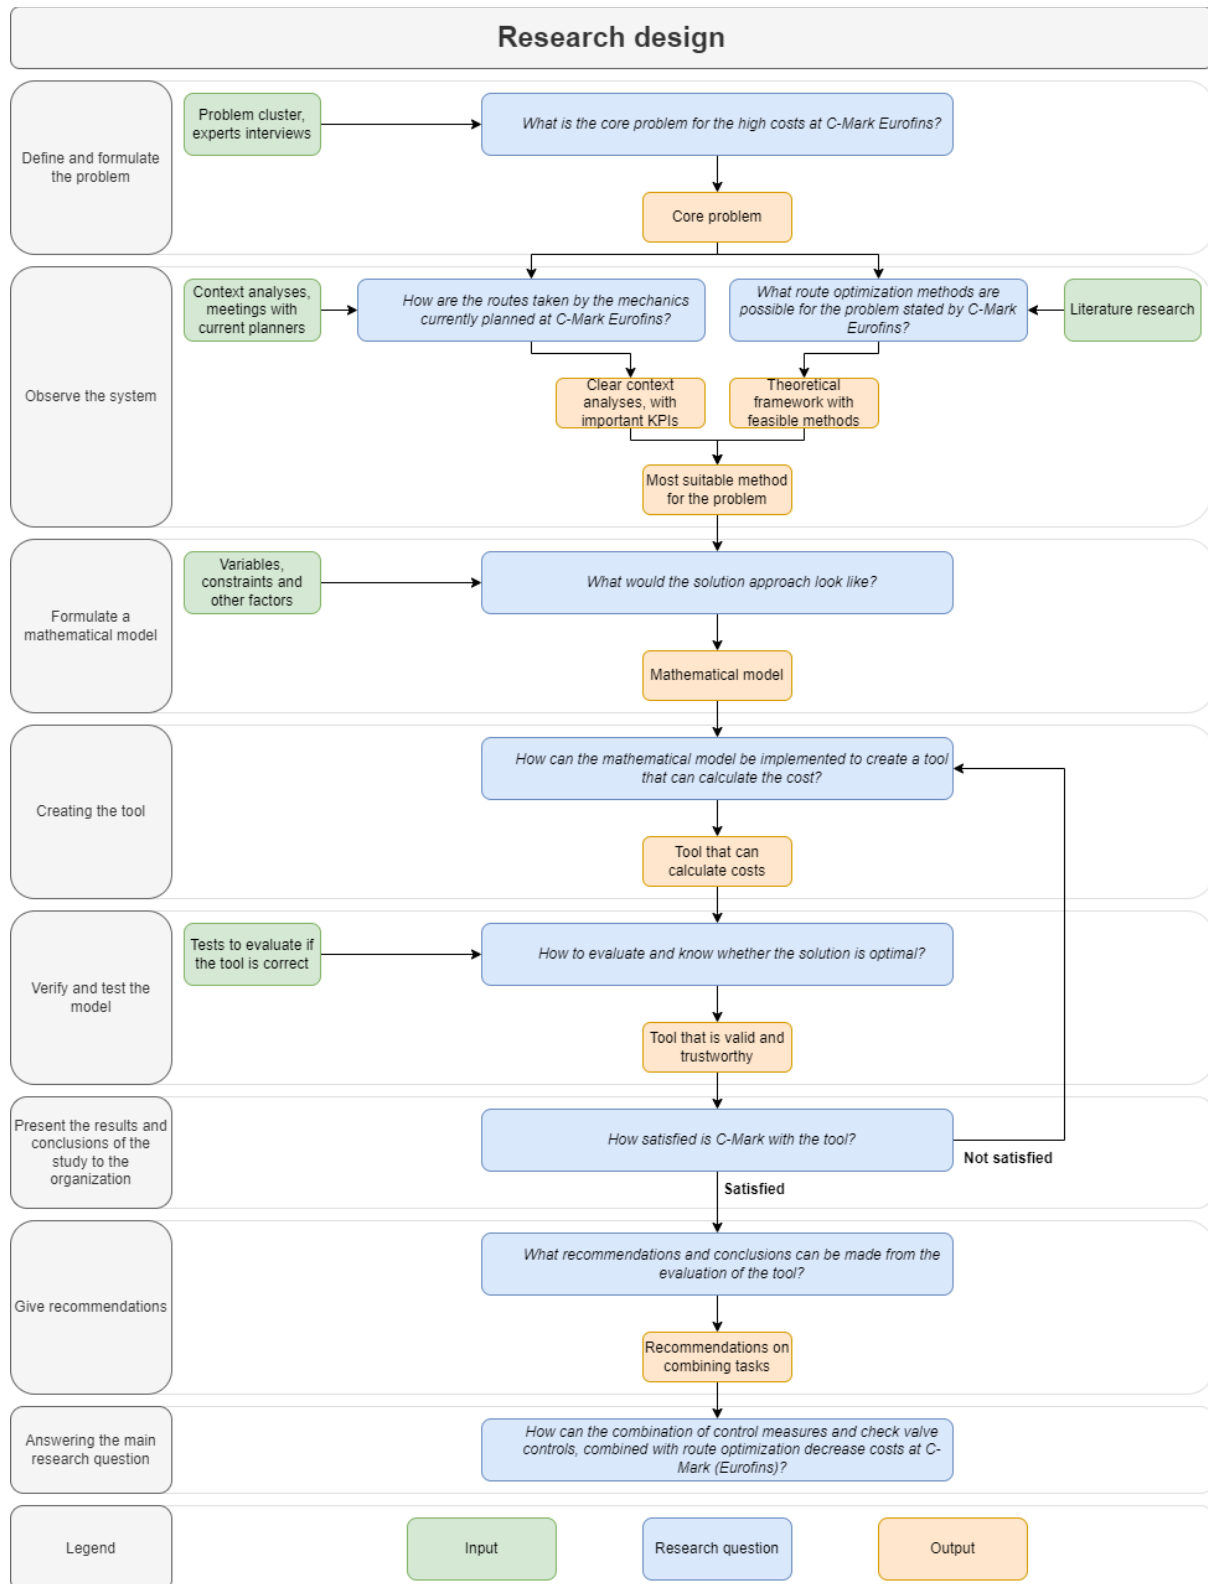 Research design
Define and formulate
the problem
Problem cluster,
experts interviews
What is the core problem for the high costs at C-Mark Eurofins?
Core problem
Observe the system
Context analyses,
meetings with
current planners
How are the routes taken by the mechanics
currently planned at C-Mark Eurofins?
What route optimization methods are
possible for the problem stated by C-Mark
Eurofins?
Literature research
Clear context
analyses, with
important KPIs
Theoretical
framework with
feasible methods
Most suitable method
for the problem
Formulate a
mathematical model
Variables,
constraints and
other factors
What would the solution approach look like?
Mathematical model
Creating the tool
How can the mathematical model be implemented to create a tool
that can calculate the cost?
Tool that can
calculate costs
Verify and test the
model
Tests to evaluate if
the tool is correct
How to evaluate and know whether the solution is optimal?
Tool that is valid and
trustworthy
Present the results and
conclusions of the
study to the
organization
How satisfied is C-Mark with the tool?
Not satisfied
Satisfied
Give recommendations
What recommendations and conclusions can be made from the
evaluation of the tool?
Recommendations on
combining tasks
Answering the main
research question
How can the combination of control measures and check valve
controls, combined with route optimization decrease costs at C-
Mark (Eurofins)?
Legend
Input
Research question
Output